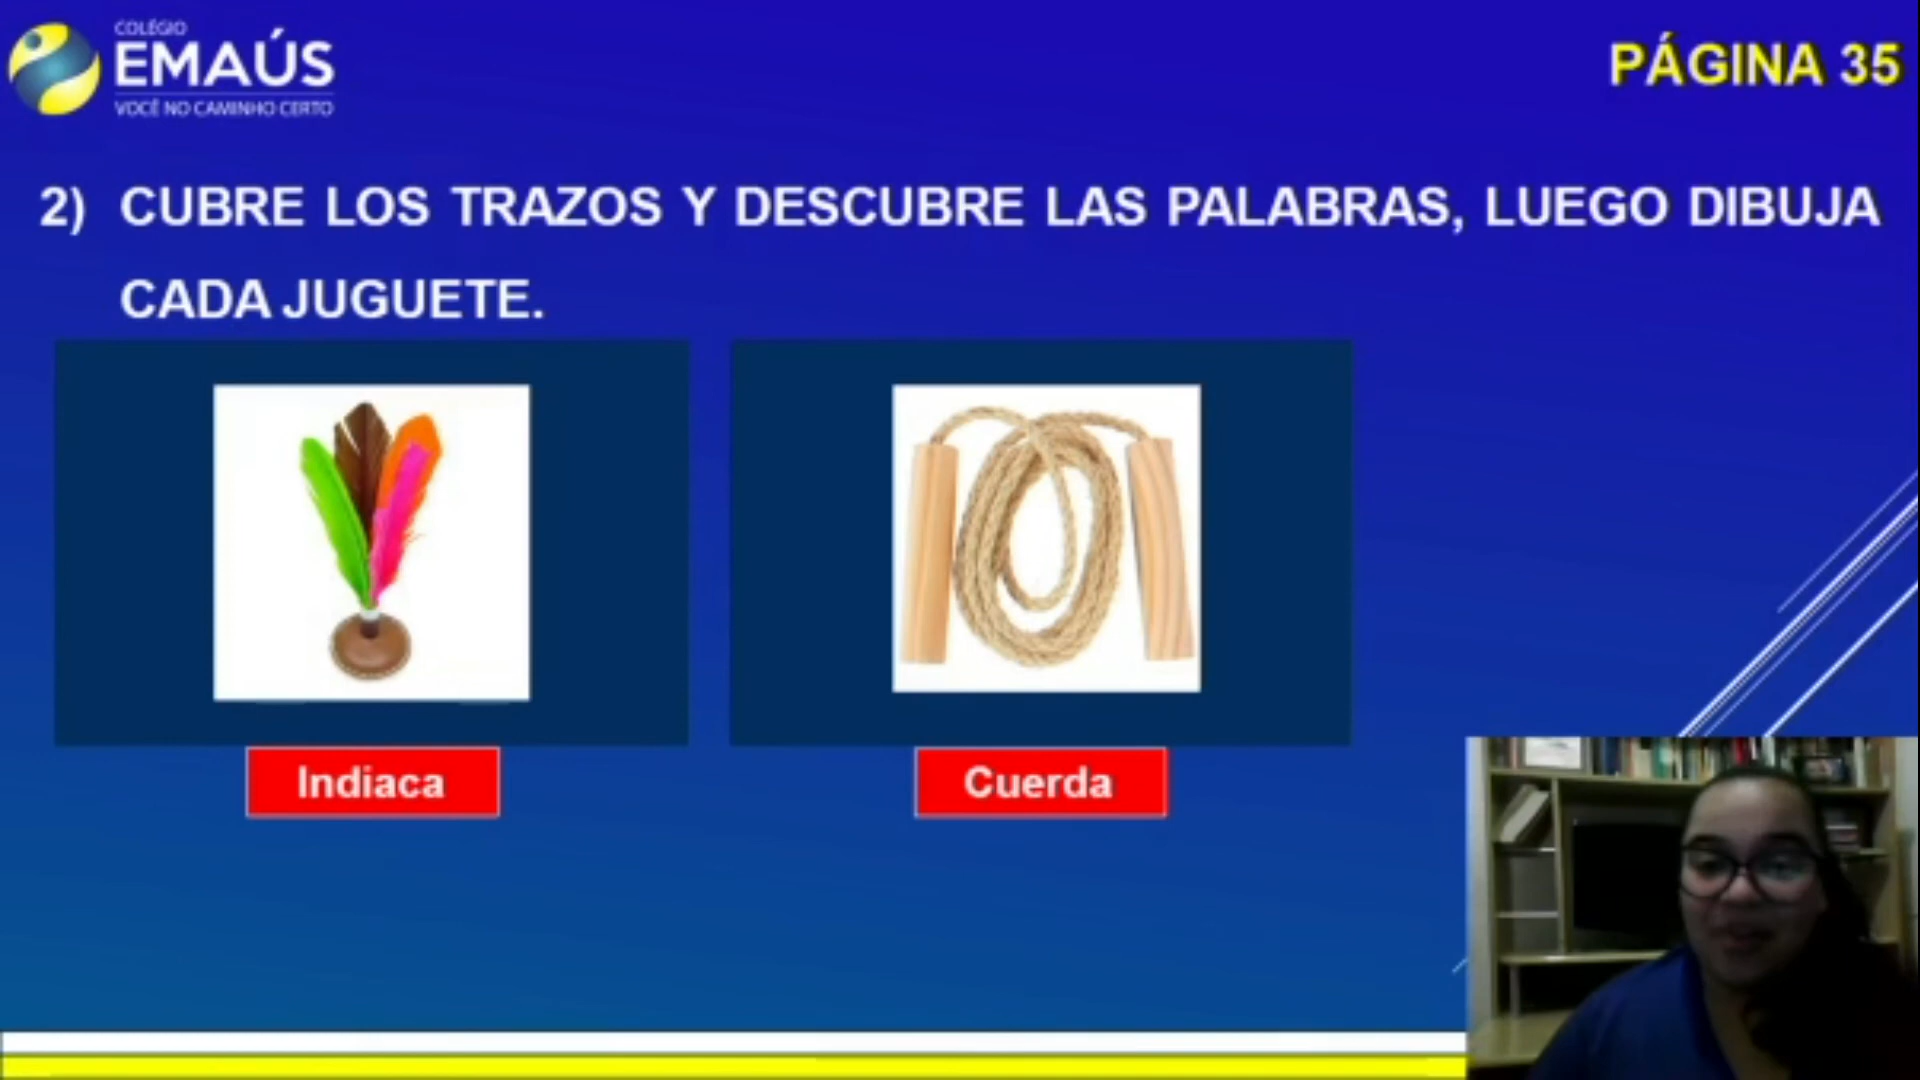 COLÉGIO
EMAÚS
VOCÊ NO CAMINHO CERTO
PÁGINA 35
2) CUBRE LOS TRAZOS Y DESCUBRE LAS PALABRAS, LUEGO DIBUJA
CADA JUGUETE.
Indiaca
Cuerda